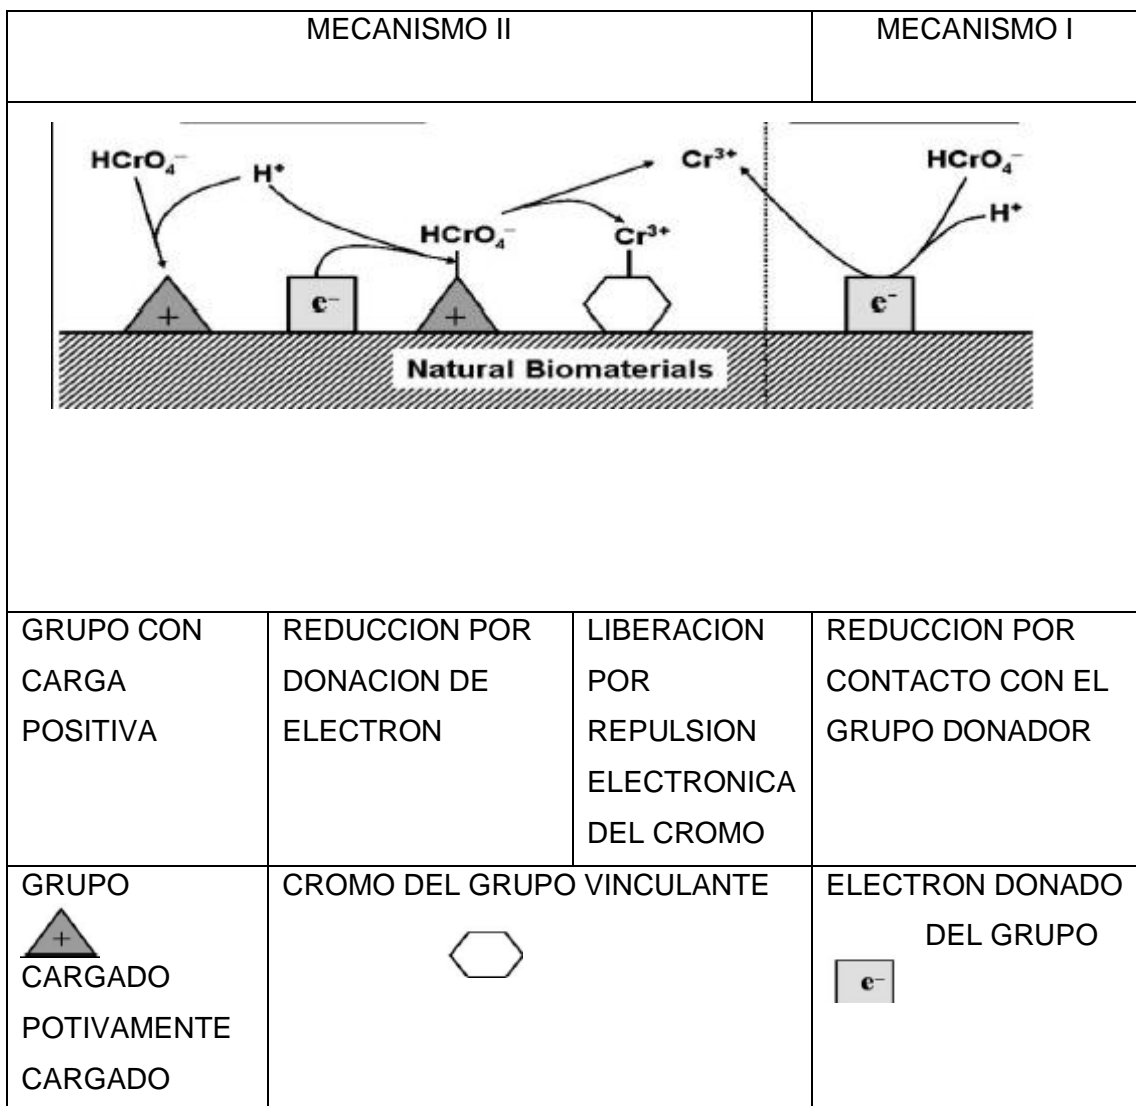 MECANISMO II
MECANISMO I
HCrO₄⁻
H⁺
Cr³⁺
HCrO₄⁻
H⁺
HCrO₄⁻
Cr³⁺
+
e⁻
+
e⁻
Natural Biomaterials
GRUPO CON
CARGA
POSITIVA
REDUCCION POR
DONACION DE
ELECTRON
LIBERACION
POR
REPULSION
ELECTRONICA
DEL CROMO
REDUCCION POR
CONTACTO CON EL
GRUPO DONADOR
GRUPO
+
CARGADO
POTIVAMENTE
CARGADO
CROMO DEL GRUPO VINCULANTE
ELECTRON DONADO
DEL GRUPO
e⁻